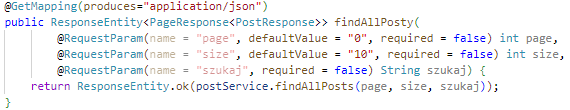 @GetMapping(produces="application/json")
public ResponseEntity<PageResponse<PostResponse>> findAllPosty(
@RequestParam(name = "page", defaultValue = "0", required = false) int page,
@RequestParam(name = "size", defaultValue = "10", required = false) int size,
@RequestParam(name = "szukaj", required = false) String szukaj) {
return ResponseEntity.ok(postService.findAllPosts(page, size, szukaj));
}